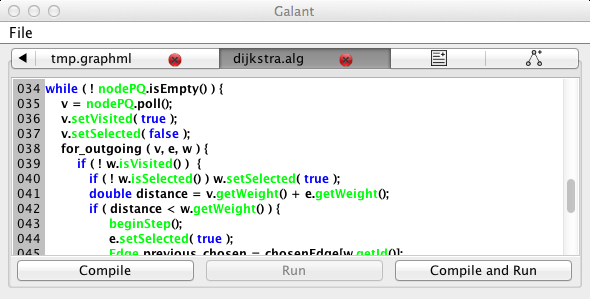 Galant
File
tmp.graphml dijkstra.alg
034 while ( ! nodePQ.isEmpty() ) {
035 v = nodePQ.poll();
036 v.setVisited( true );
037 v.setSelected( false );
038 for_outgoing ( v, e, w ) {
039 if ( ! w.isVisited() ) {
040 if ( ! w.isSelected() ) w.setSelected( true );
041 double distance = v.getWeight() + e.getWeight();
042 if ( distance < w.getWeight() ) {
043 beginStep();
044 e.setSelected( true );
045 Edge previous_chosen = chosenEdge[w.getId()];
Compile Run Compile and Run